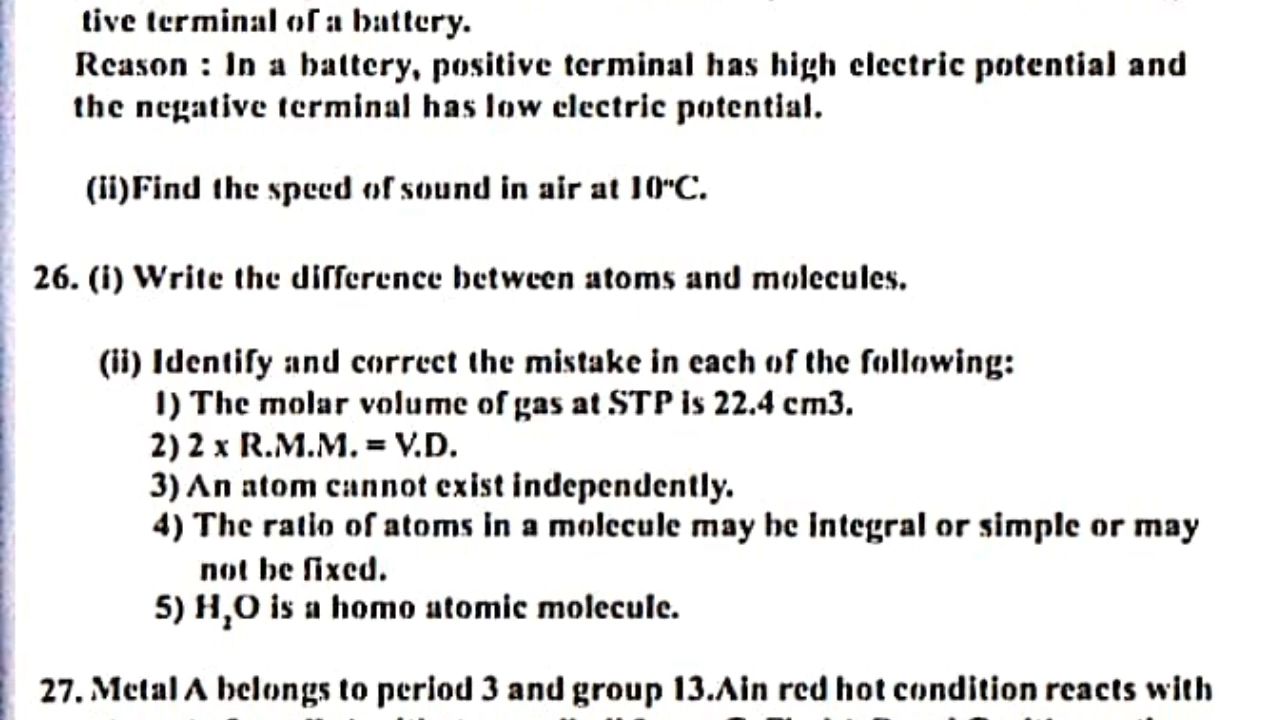 tive terminal of a battery.
Reason : In a battery, positive terminal has high electric potential and
the negative terminal has low electric potential.
(ii)Find the speed of sound in air at 10°C.
26. (i) Write the difference between atoms and molecules.
(ii) Identify and correct the mistake in each of the following:
1) The molar volume of gas at STP is 22.4 cm3.
2) 2 x R.M.M. = V.D.
3) An atom cannot exist independently.
4) The ratio of atoms in a molecule may be integral or simple or may
not be fixed.
5) H₂O is a homo atomic molecule.
27. Metal A belongs to period 3 and group 13.Ain red hot condition reacts with